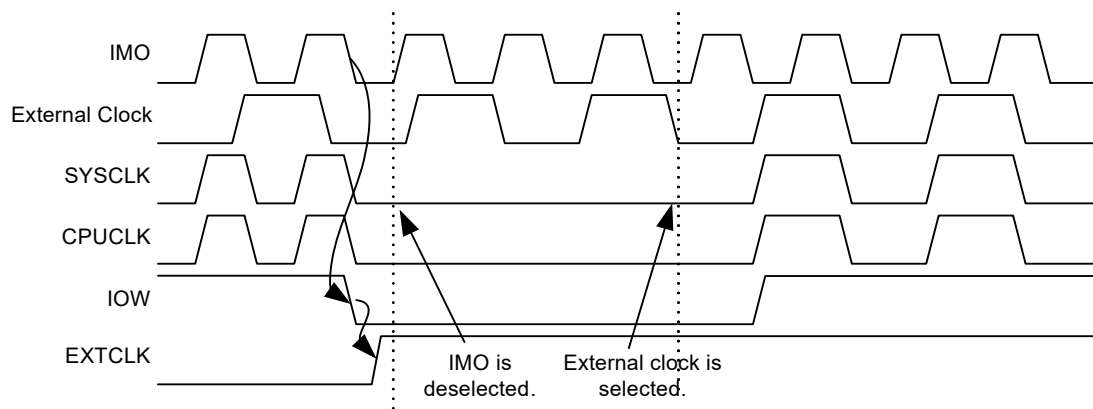 IMO
External Clock
SYSCLK
CPUCLK
IOW
EXTCLK
IMO is
deselected.
External clock is
selected.